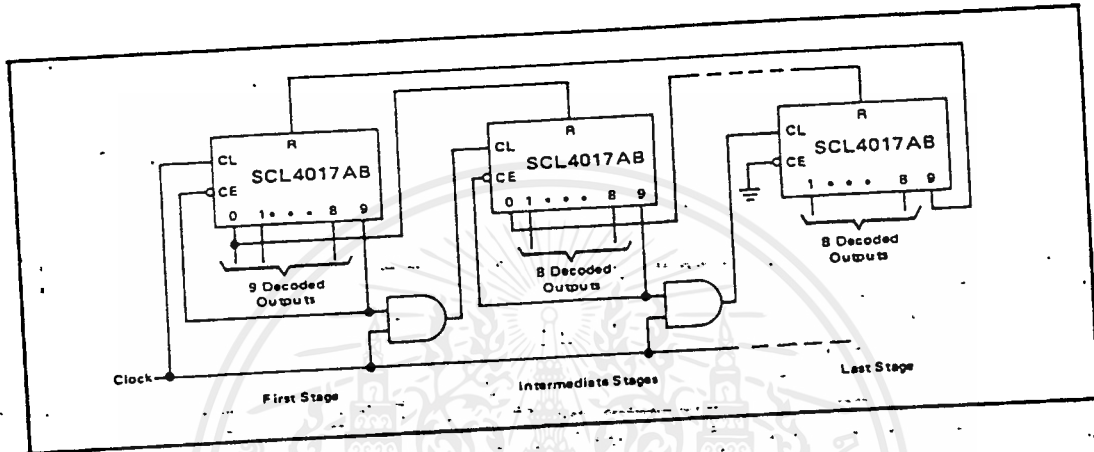 R
CL
SCL4017AB
CE
0 1 • • • 8 9
9 Decoded
Outputs
R
CL
SCL4017AB
CE
0 1 • • • 8 9
8 Decoded
Outputs
R
CL
SCL4017AB
CE
1 • • • 8 9
8 Decoded
Outputs
Clock
First Stage
Intermediate Stages
Last Stage